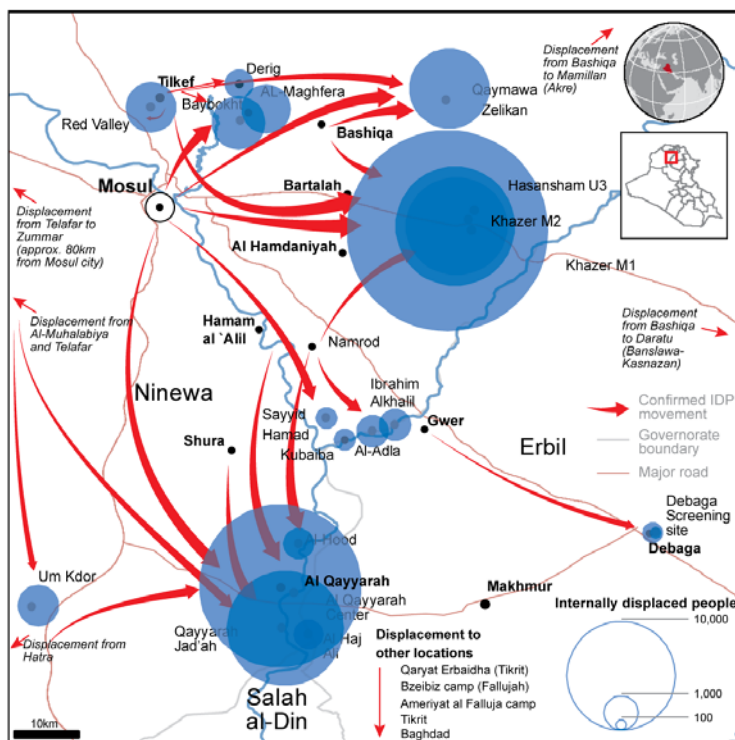 Displacement
from Bashiqa
to Mamillan
(Akre)
Tilkef
Derig
AL-Maghfera
Baybokht
Red Valley
Qaymawa
Zelikan
Bashiqa
Mosul
Bartalah
Hasansham U3
Khazer M2
Displacement
from Telafar to
Zummar
(approx. 80km
from Mosul city)
Al Hamdaniyah
Khazer M1
Displacement from
Al-Muhalabiya
and Telafar
Hamam
al `Alil
Namrod
Displacement
from Bashiqa
to Daratu
(Banslawa-
Kasnazan)
Ninewa
Ibrahim
Alkhalil
Sayyid
Hamad
Kubaiba
Al-Adla
Gwer
Shura
Erbil
Confirmed IDP
movement
Governorate
boundary
Major road
Debaga
Screening
site
Debaga
Al-Hood
Um Kdor
Al Qayyarah
Al Qayyarah
Center
Makhmur
Qayyarah
Jad'ah
Al Haj
Ali
Displacement from
Hatra
Salah
al-Din
10km
Displacement to
other locations
Qaryat Erbaidha (Tikrit)
Bzeibiz camp (Fallujah)
Ameriyat al Falluja camp
Tikrit
Baghdad
Internally displaced people
10,000
1,000
100